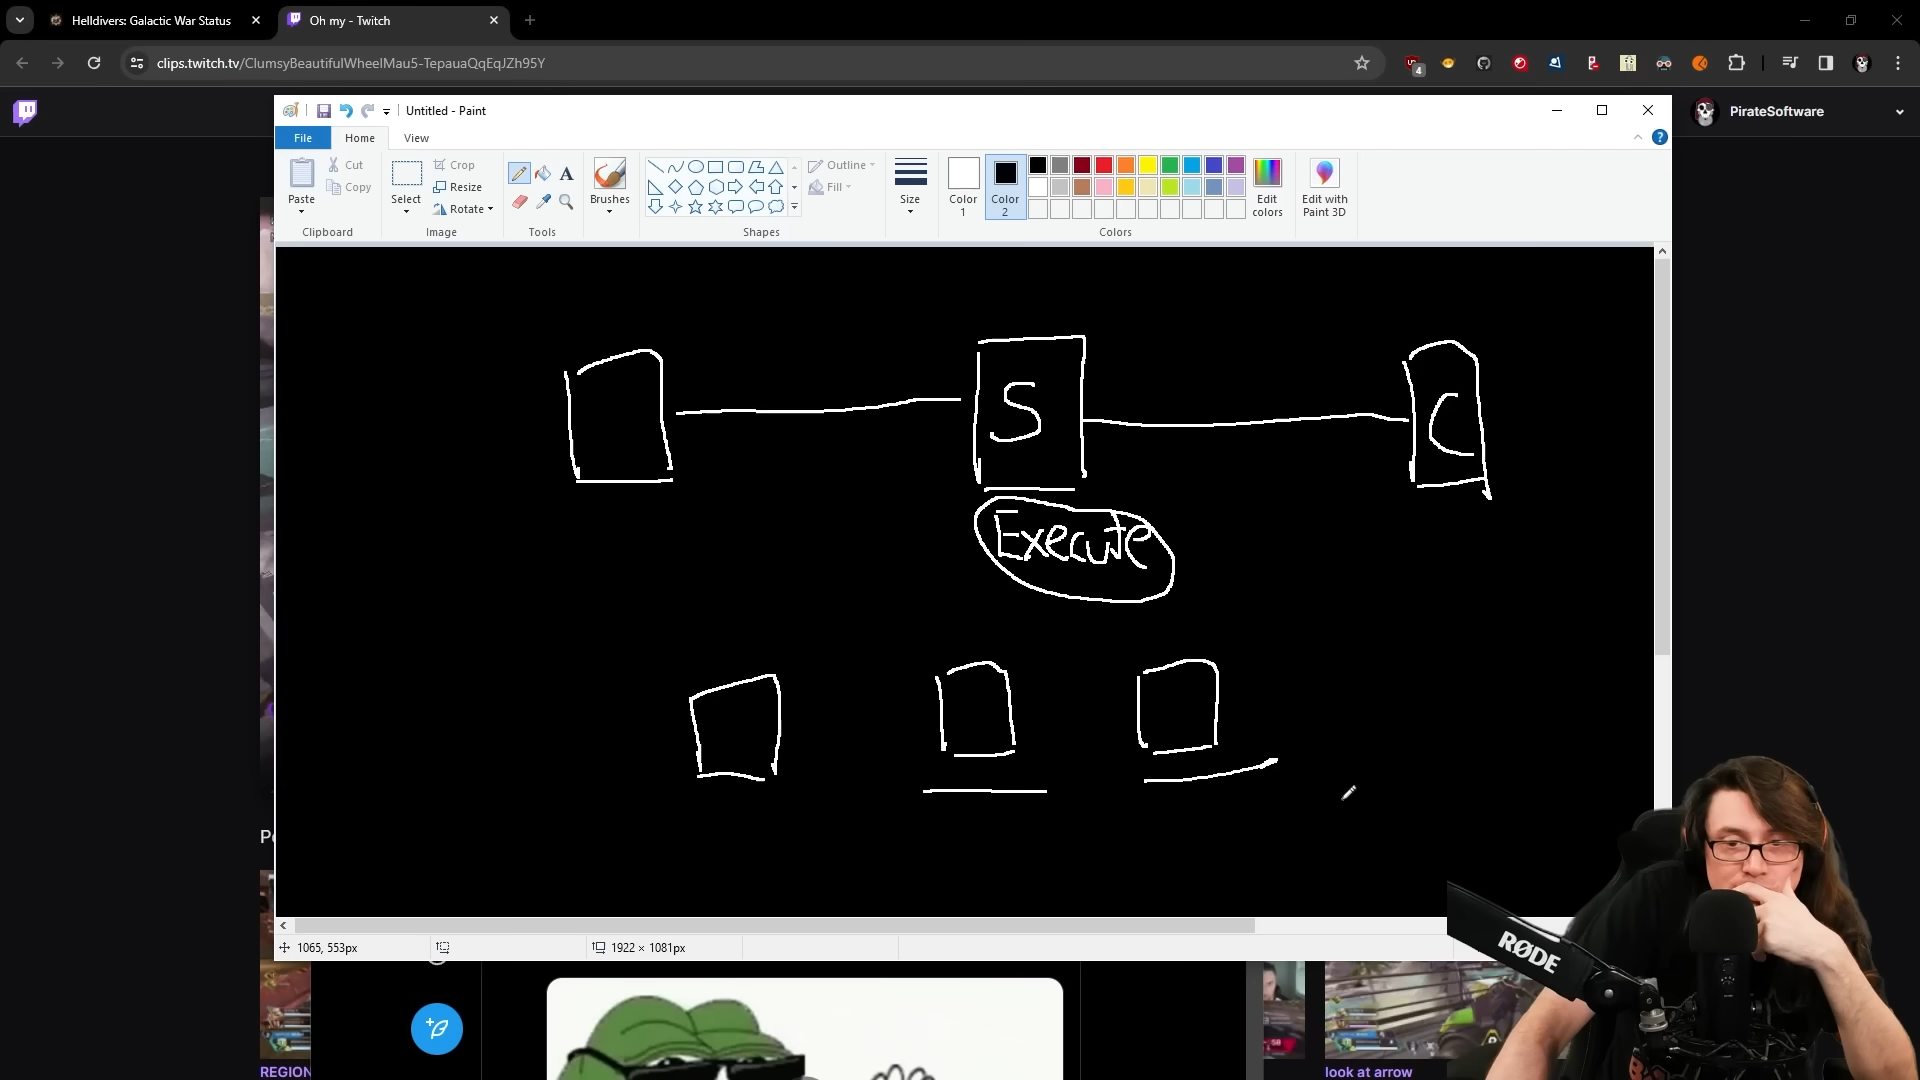 Helldivers: Galactic War Status
Oh my - Twitch
clips.twitch.tv/ClumsyBeautifulWheelMau5-TepauaQqEqJZh95Y
4
Untitled - Paint
PirateSoftware
File
Home
View
Cut
Copy
Paste
Clipboard
Crop
Resize
Rotate
Select
Image
A
Tools
Brushes
Outline
Fill
Shapes
Size
Color 1
Color 2
Edit colors
Edit with Paint 3D
Colors
S
C
Execute
1065, 553px
1922 × 1081px
RØDE
REGION
look at arrow